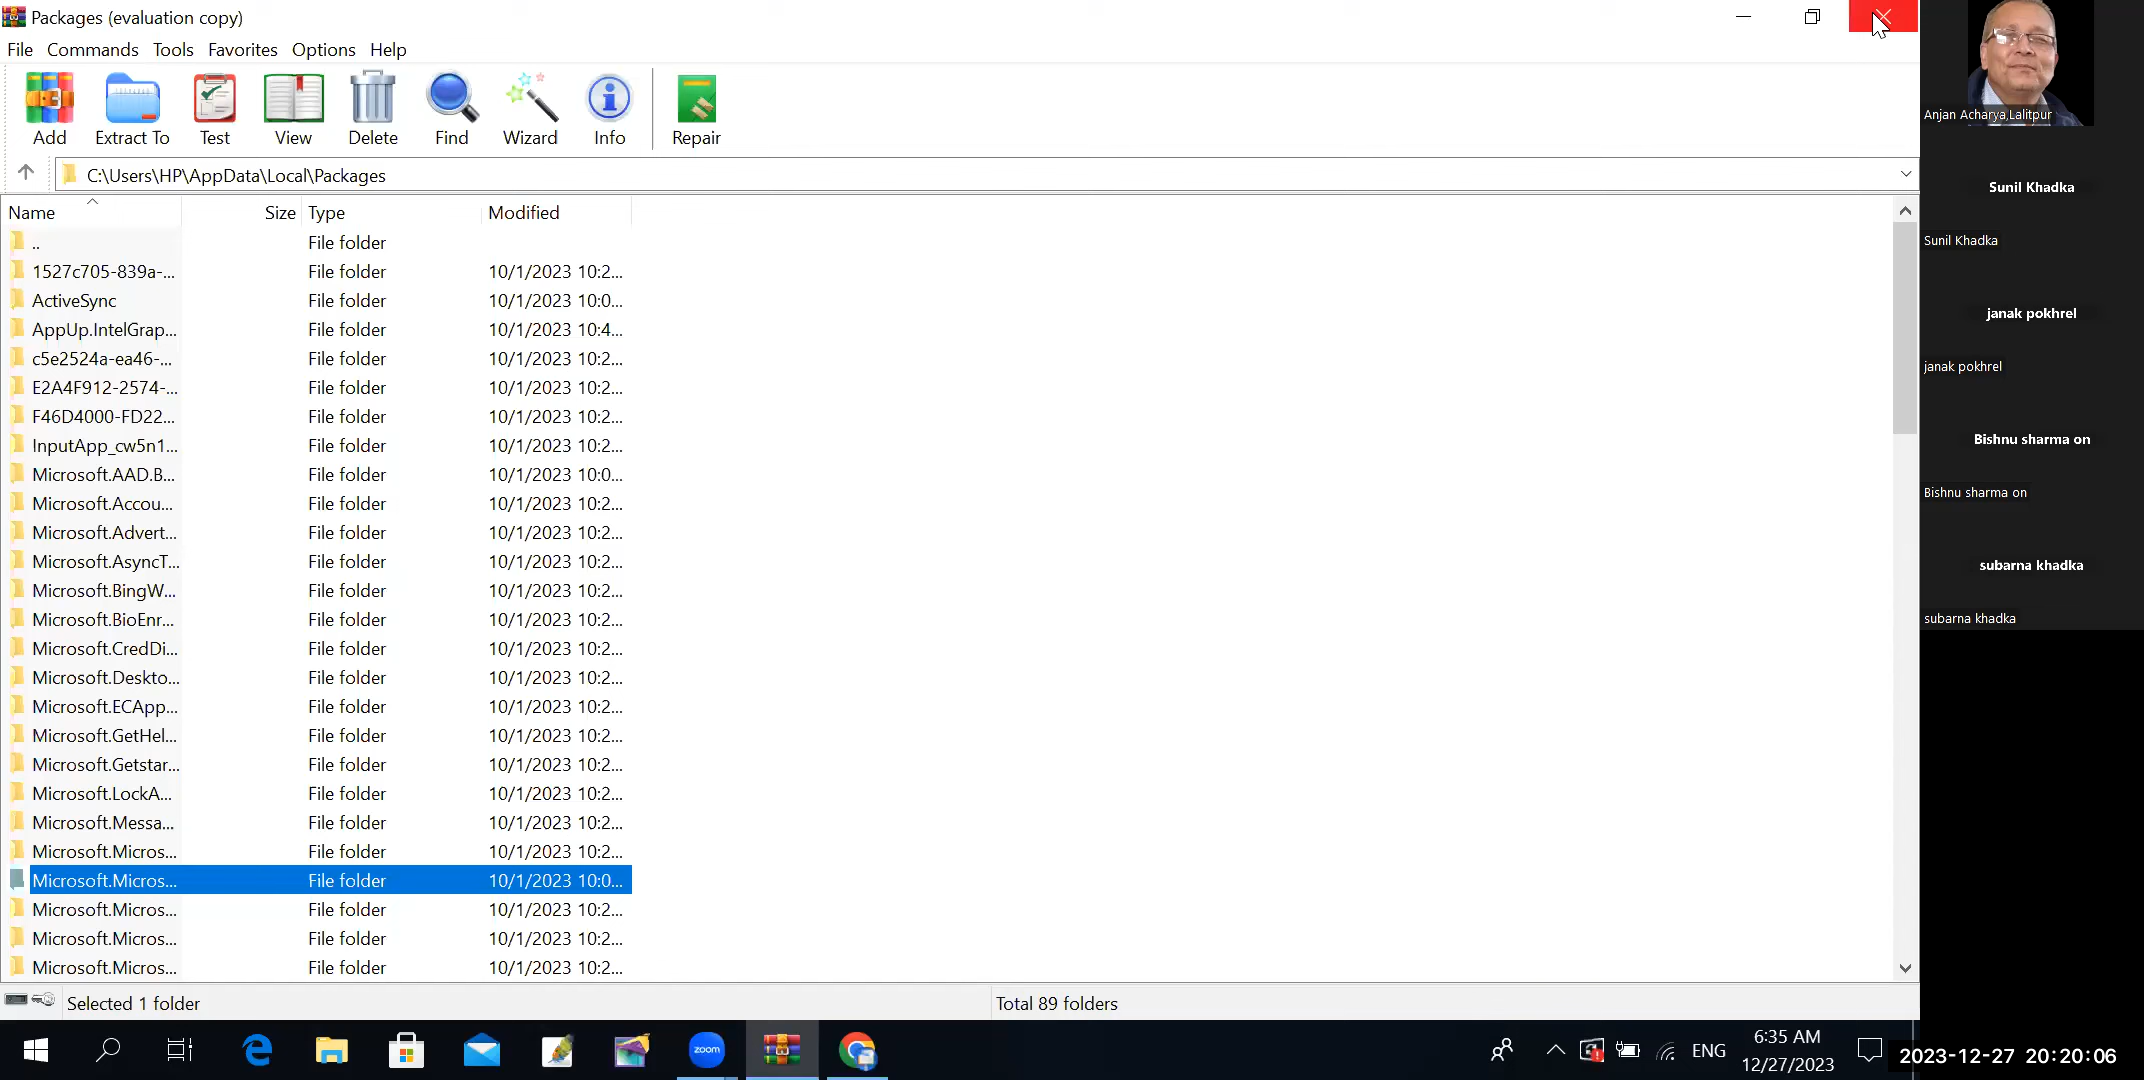 Packages (evaluation copy)
File Commands Tools Favorites Options Help
Add Extract To Test View Delete Find Wizard Info Repair
C:\Users\HP\AppData\Local\Packages
Name Size Type Modified
.. File folder
1527c705-839a-... File folder 10/1/2023 10:2...
ActiveSync File folder 10/1/2023 10:0...
AppUp.IntelGrap... File folder 10/1/2023 10:4...
c5e2524a-ea46-... File folder 10/1/2023 10:2...
E2A4F912-2574-... File folder 10/1/2023 10:2...
F46D4000-FD22... File folder 10/1/2023 10:2...
InputApp_cw5n1... File folder 10/1/2023 10:2...
Microsoft.AAD.B... File folder 10/1/2023 10:0...
Microsoft.Accou... File folder 10/1/2023 10:2...
Microsoft.Advert... File folder 10/1/2023 10:2...
Microsoft.AsyncT... File folder 10/1/2023 10:2...
Microsoft.BingW... File folder 10/1/2023 10:2...
Microsoft.BioEnr... File folder 10/1/2023 10:2...
Microsoft.CredDi... File folder 10/1/2023 10:2...
Microsoft.Deskto... File folder 10/1/2023 10:2...
Microsoft.ECApp... File folder 10/1/2023 10:2...
Microsoft.GetHel... File folder 10/1/2023 10:2...
Microsoft.Getstar... File folder 10/1/2023 10:2...
Microsoft.LockA... File folder 10/1/2023 10:2...
Microsoft.Messa... File folder 10/1/2023 10:2...
Microsoft.Micros... File folder 10/1/2023 10:2...
Microsoft.Micros... File folder 10/1/2023 10:0...
Microsoft.Micros... File folder 10/1/2023 10:2...
Microsoft.Micros... File folder 10/1/2023 10:2...
Microsoft.Micros... File folder 10/1/2023 10:2...
Selected 1 folder Total 89 folders
zoom
ENG
6:35 AM
12/27/2023
Anjan Acharya,Lalitpur
Sunil Khadka
Sunil Khadka
janak pokhrel
janak pokhrel
Bishnu sharma on
Bishnu sharma on
subarna khadka
subarna khadka
2023-12-27 20:20:06